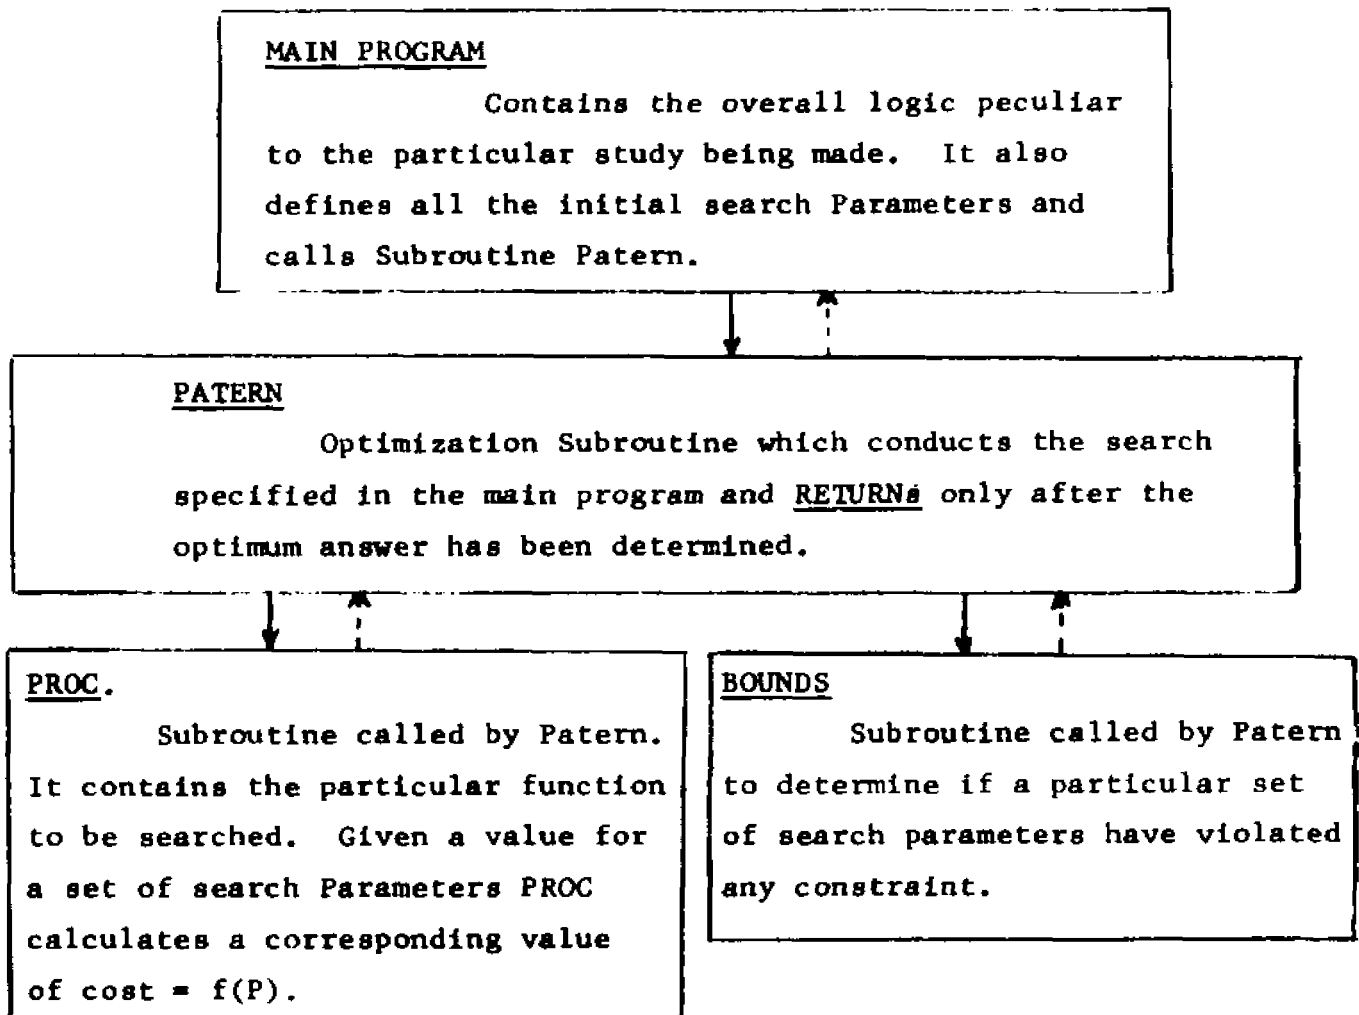 MAIN PROGRAM
Contains the overall logic peculiar
to the particular study being made. It also
defines all the initial search Parameters and
calls Subroutine Patern.
PATERN
Optimization Subroutine which conducts the search
specified in the main program and RETURNs only after the
optimum answer has been determined.
PROC.
Subroutine called by Patern.
It contains the particular function
to be searched. Given a value for
a set of search Parameters PROC
calculates a corresponding value
of cost = f(P).
BOUNDS
Subroutine called by Patern
to determine if a particular set
of search parameters have violated
any constraint.